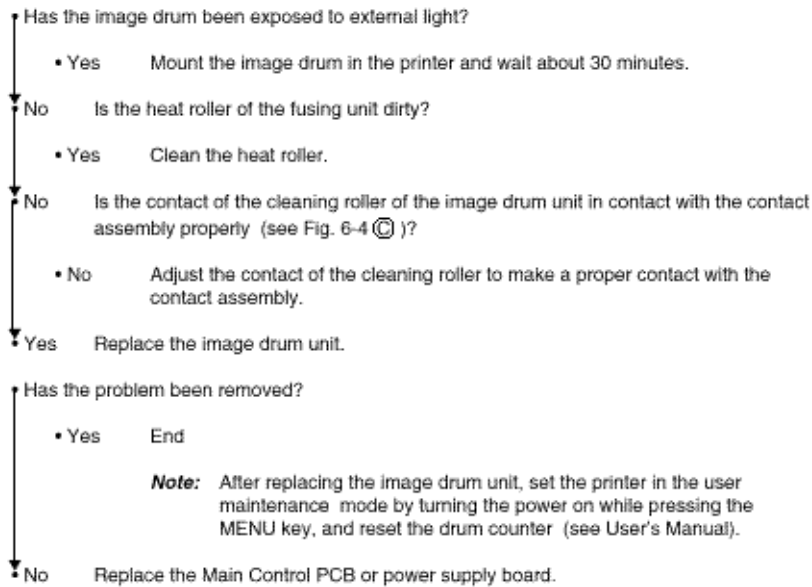 • Has the image drum been exposed to external light?
• Yes Mount the image drum in the printer and wait about 30 minutes.
• No Is the heat roller of the fusing unit dirty?
• Yes Clean the heat roller.
• No Is the contact of the cleaning roller of the image drum unit in contact with the contact
assembly properly (see Fig. 6-4 Ⓒ )?
• No Adjust the contact of the cleaning roller to make a proper contact with the
contact assembly.
• Yes Replace the image drum unit.
• Has the problem been removed?
• Yes End
Note: After replacing the image drum unit, set the printer in the user
maintenance mode by turning the power on while pressing the
MENU key, and reset the drum counter (see User's Manual).
• No Replace the Main Control PCB or power supply board.